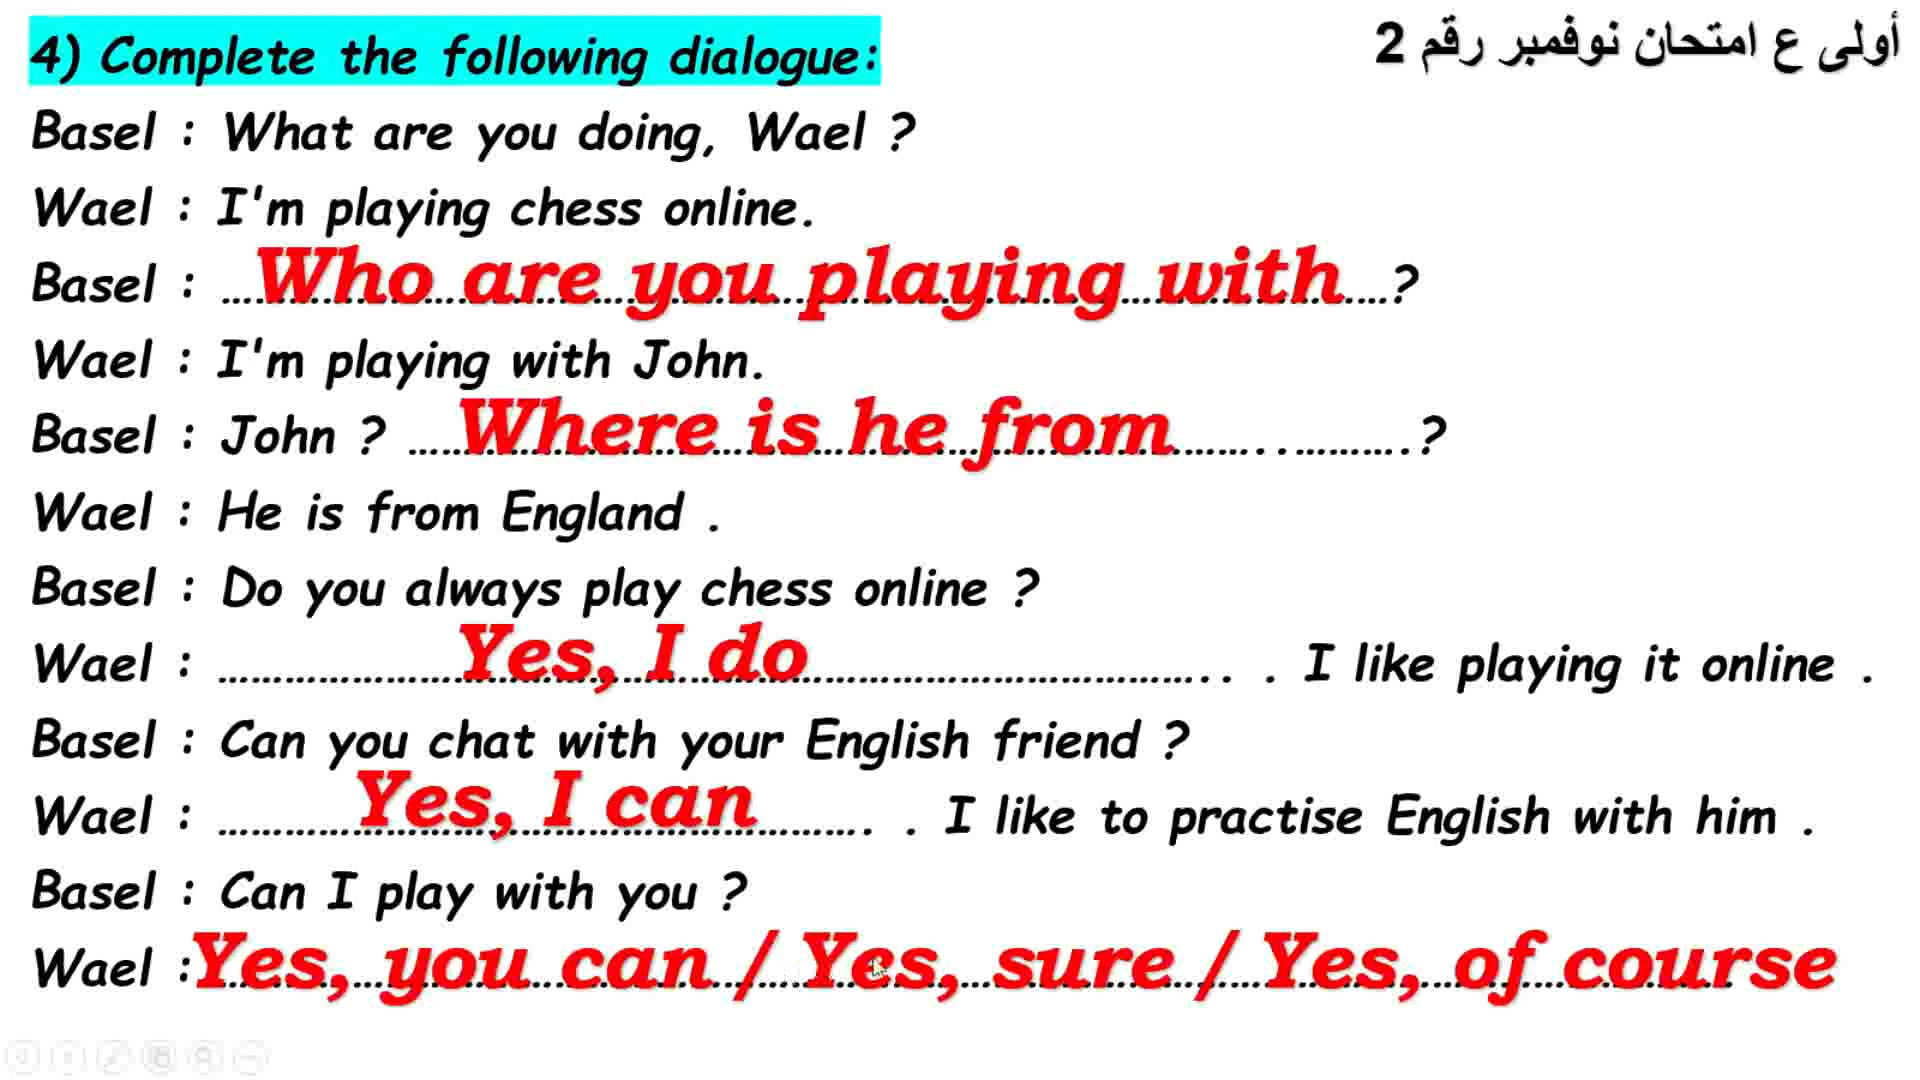 4) Complete the following dialogue:
أولى ع امتحان نوفمبر رقم 2
Basel : What are you doing, Wael ?
Wael : I'm playing chess online.
Basel : ...Who are you playing with...?
Wael : I'm playing with John.
Basel : John ? ...Where is he from...?
Wael : He is from England .
Basel : Do you always play chess online ?
Wael : ...Yes, I do... . I like playing it online .
Basel : Can you chat with your English friend ?
Wael : ...Yes, I can... . I like to practise English with him .
Basel : Can I play with you ?
Wael :Yes, you can / Yes, sure / Yes, of course